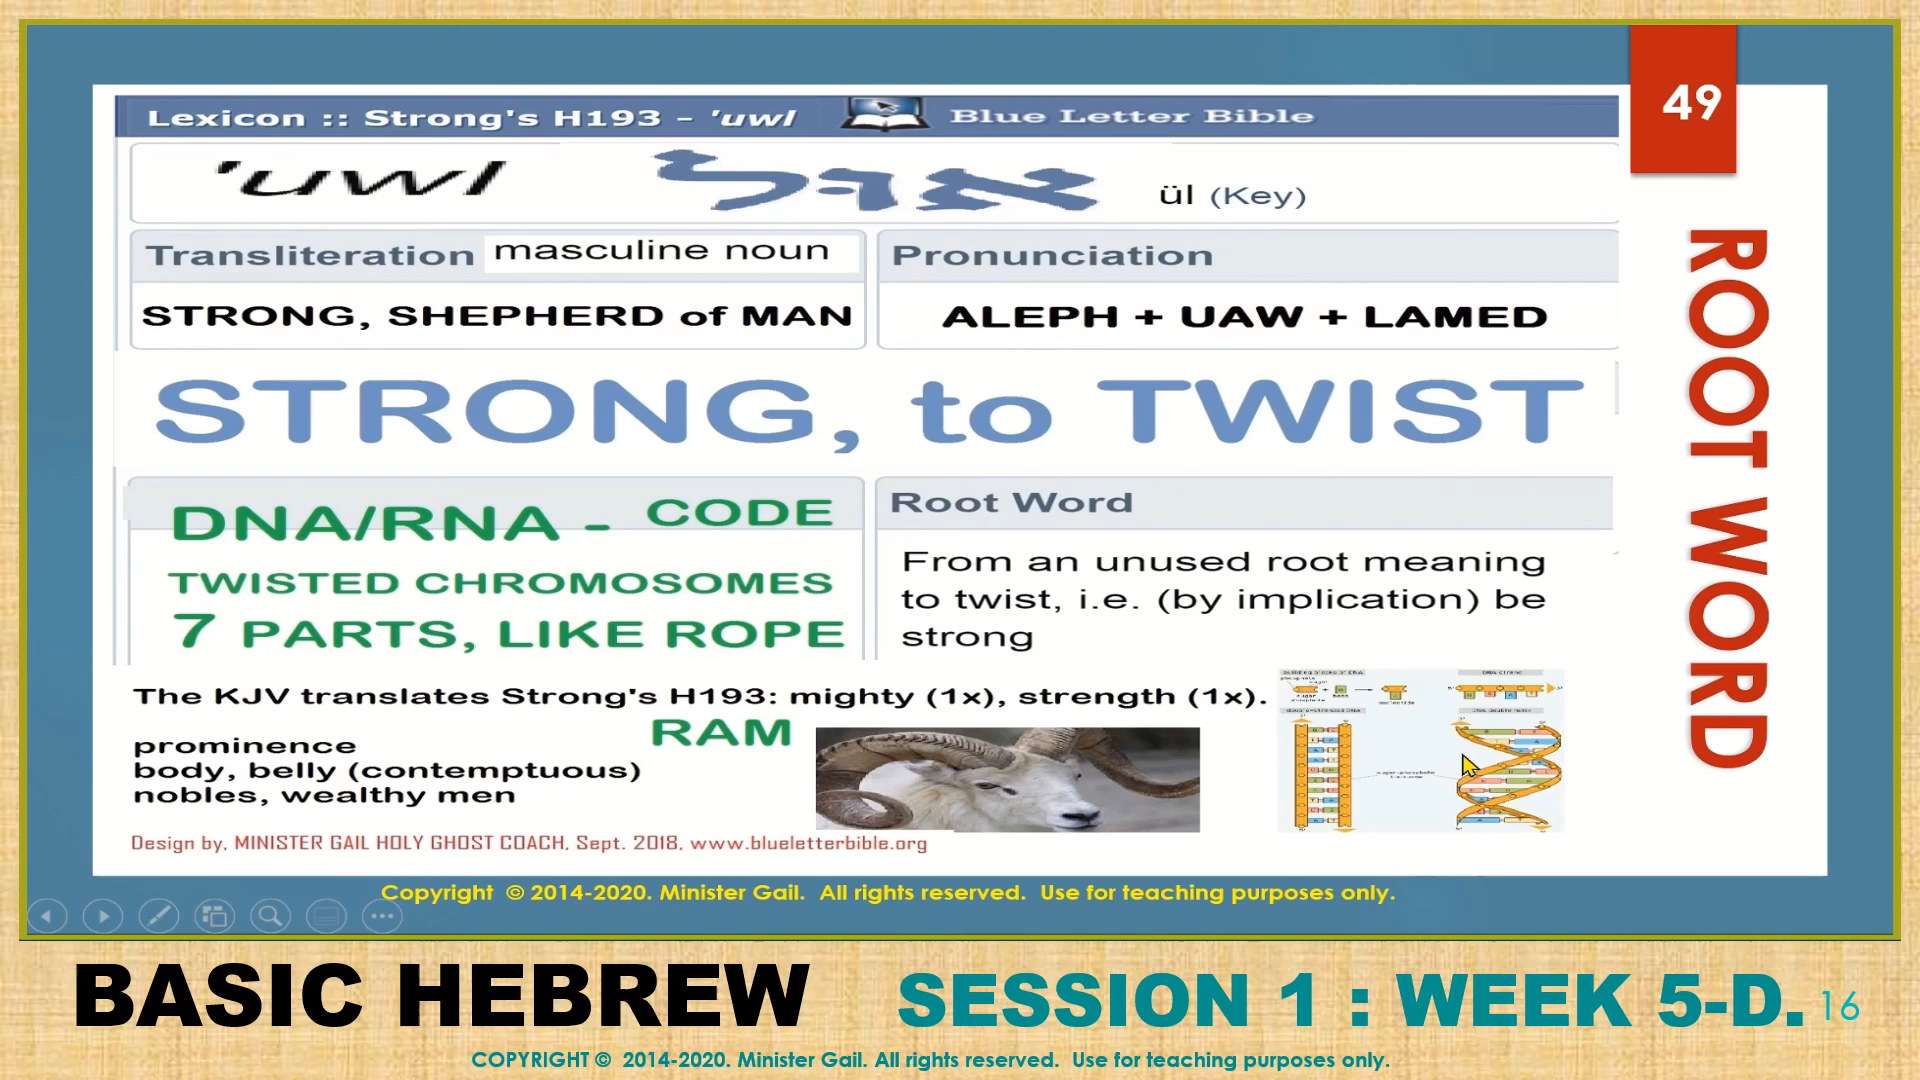 49
Lexicon :: Strong's H193 – 'uwl
Blue Letter Bible
'uwl
אוּל
ül (Key)
Transliteration masculine noun
Pronunciation
STRONG, SHEPHERD of MAN
ALEPH + UAW + LAMED
STRONG, to TWIST
DNA/RNA - CODE
TWISTED CHROMOSOMES
7 PARTS, LIKE ROPE
Root Word
From an unused root meaning
to twist, i.e. (by implication) be
strong
The KJV translates Strong's H193: mighty (1x), strength (1x).
RAM
prominence
body, belly (contemptuous)
nobles, wealthy men
Design by, MINISTER GAIL HOLY GHOST COACH, Sept. 2018, www.blueletterbible.org
ROOT WORD
Copyright © 2014-2020. Minister Gail. All rights reserved. Use for teaching purposes only.
BASIC HEBREW SESSION 1 : WEEK 5-D. 16
COPYRIGHT © 2014-2020. Minister Gail. All rights reserved. Use for teaching purposes only.